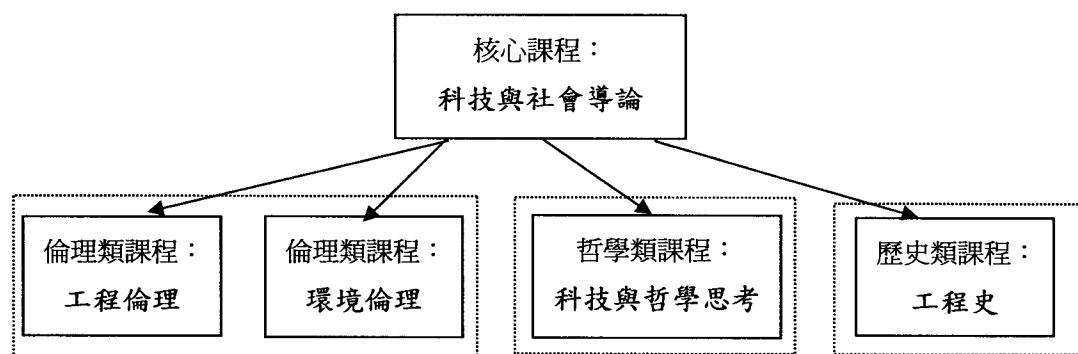 核心課程：
科技與社會導論
倫理類課程：
工程倫理
倫理類課程：
環境倫理
哲學類課程：
科技與哲學思考
歷史類課程：
工程史